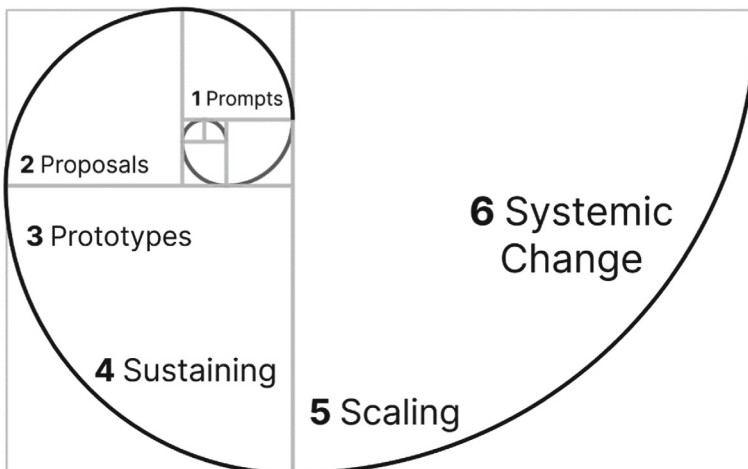 1 Prompts
2 Proposals
3 Prototypes
4 Sustaining
5 Scaling
6 Systemic
Change